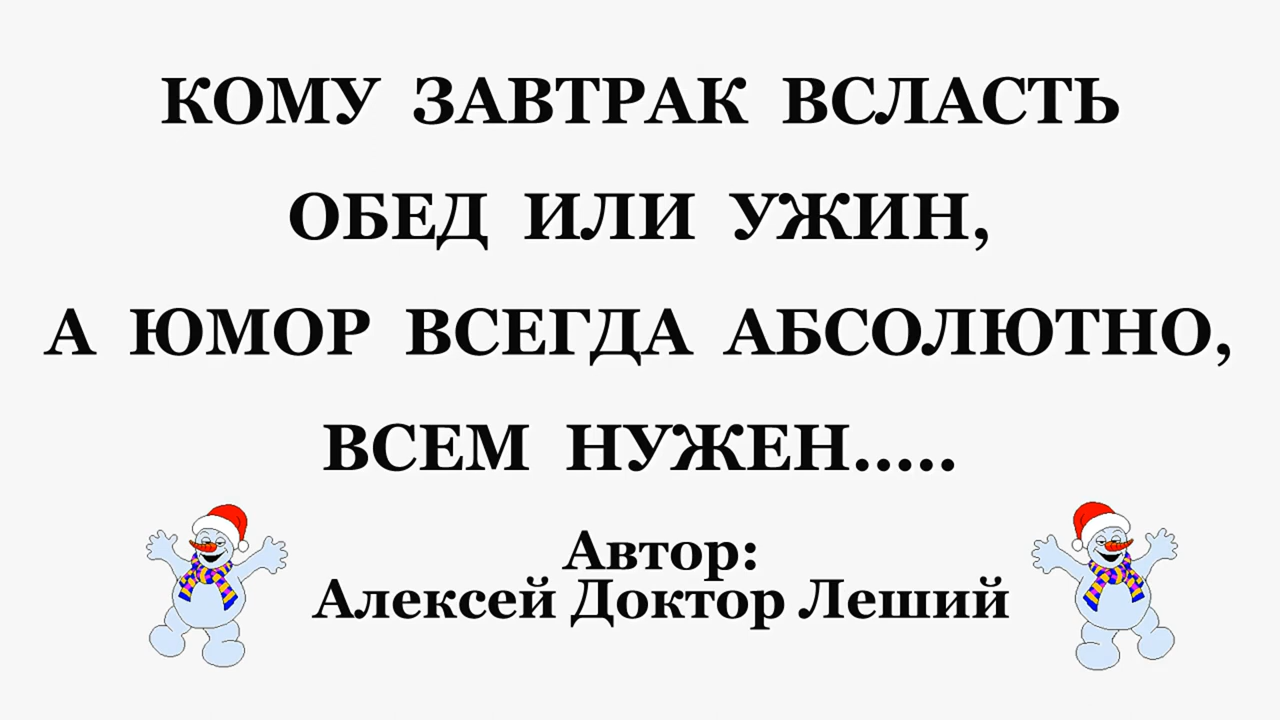 КОМУ ЗАВТРАК ВСЛАСТЬ
ОБЕД ИЛИ УЖИН,
А ЮМОР ВСЕГДА АБСОЛЮТНО,
ВСЕМ НУЖЕН.....
Автор:
Алексей Доктор Леший